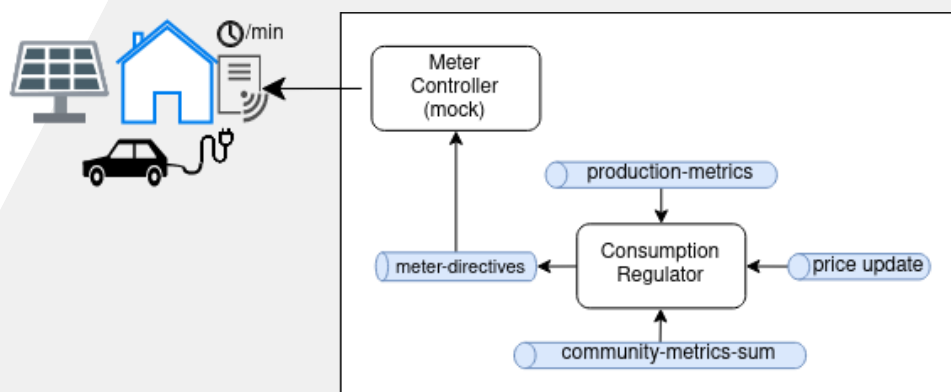 /min
Meter
Controller
(mock)
production-metrics
Consumption
Regulator
meter-directives
price update
community-metrics-sum